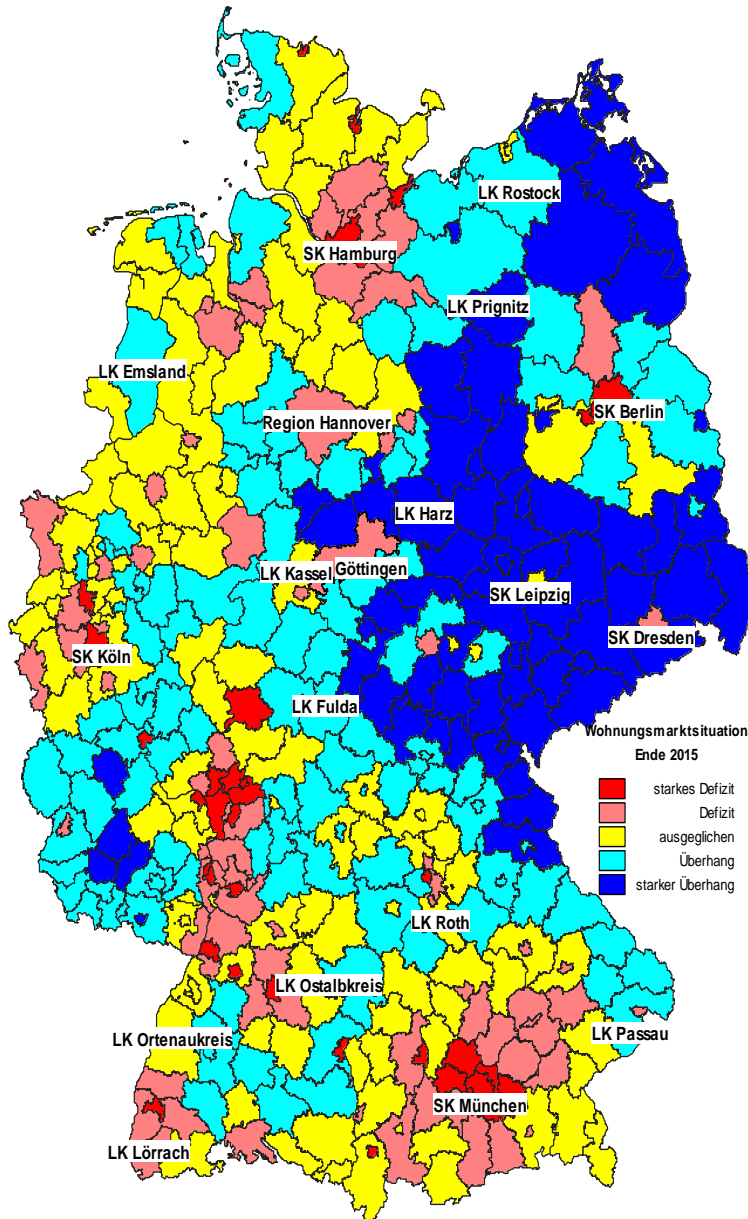 LK Rostock
SK Hamburg
LK Prignitz
LK Emsland
SK Berlin
Region Hannover
LK Harz
LK Kassel
Göttingen
SK Leipzig
SK Dresden
SK Köln
LK Fulda
Wohnungsmarktsituation
Ende 2015
starkes Defizit
Defizit
ausgeglichen
Überhang
starker Überhang
LK Roth
LK Ostalbkreis
LK Ortenaukreis
LK Passau
SK München
LK Lörrach